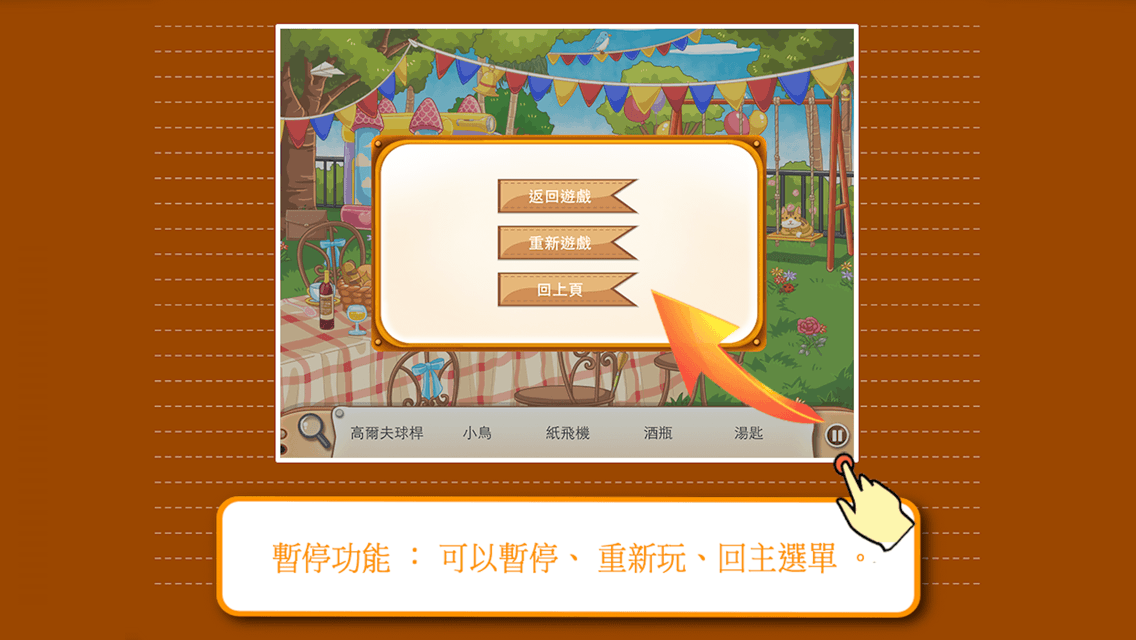 返回遊戲
重新遊戲
回上頁
高爾夫球桿 小鳥 紙飛機 酒瓶 湯匙
暫停功能 ： 可以暫停、 重新玩、回主選單 。